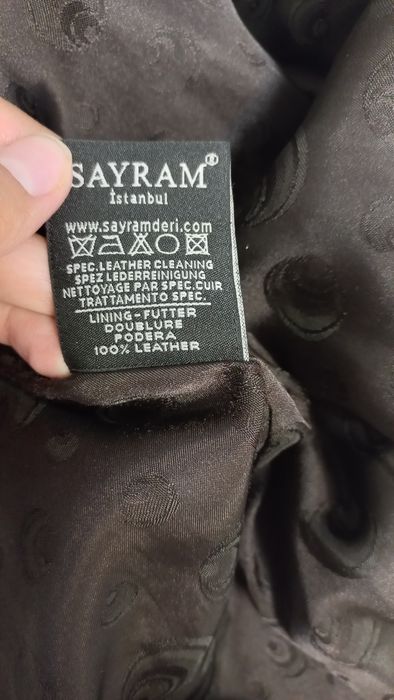 SAYRAM®
İstanbul
www.sayramderi.com
SPEC.LEATHER CLEANING
SPEZ LEDERREINIGUNG
NETTOYAGE PAR SPEC.CUIR
TRATTAMENTO SPEC.
LINING-FUTTER
DOUBLURE
PODERA
100% LEATHER